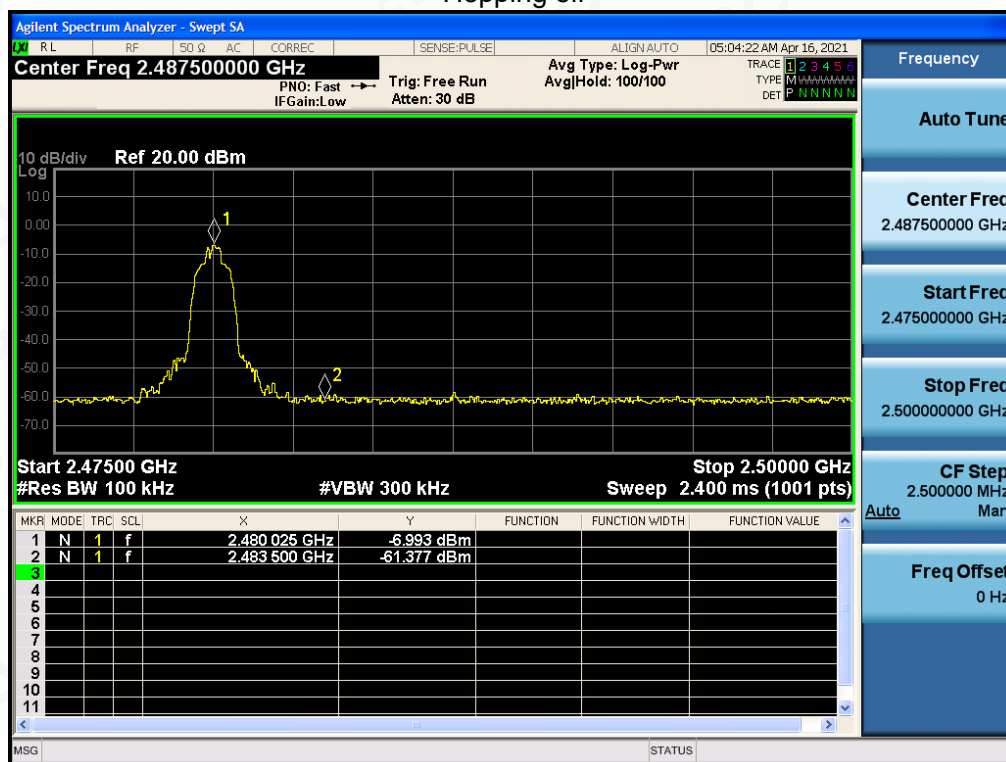 Hopping off
Agilent Spectrum Analyzer - Swept SA
LXI RL RF 50 Ω AC CORREC SENSE:PULSE ALIGN AUTO 05:04:22 AM Apr 16, 2021
Center Freq 2.487500000 GHz
PNO: Fast
IFGain:Low
Trig: Free Run
Atten: 30 dB
Avg Type: Log-Pwr
Avg|Hold: 100/100
TRACE 1 2 3 4 5 6
TYPE M WWWWW
DET P N N N N N
10 dB/div Ref 20.00 dBm
Log
10.0
0.00
-10.0
-20.0
-30.0
-40.0
-50.0
-60.0
-70.0
1
2
Start 2.47500 GHz Stop 2.50000 GHz
#Res BW 100 kHz #VBW 300 kHz Sweep 2.400 ms (1001 pts)
MKR MODE TRC SCL X Y FUNCTION FUNCTION WIDTH FUNCTION VALUE
1 N 1 f 2.480 025 GHz -6.993 dBm
2 N 1 f 2.483 500 GHz -61.377 dBm
3
4
5
6
7
8
9
10
11
MSG STATUS
Frequency
Auto Tune
Center Freq
2.487500000 GHz
Start Freq
2.475000000 GHz
Stop Freq
2.500000000 GHz
CF Step
2.500000 MHz
Auto Man
Freq Offset
0 Hz